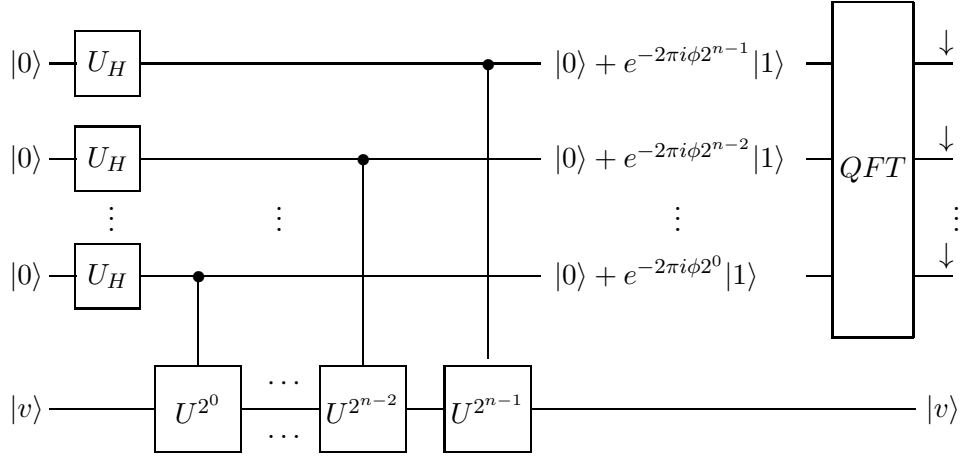 |0⟩ U_H |0⟩ + e^{-2πiϕ2^{n-1}}|1⟩ ↓
|0⟩ U_H |0⟩ + e^{-2πiϕ2^{n-2}}|1⟩ QFT ↓
⋮ ⋮ ⋮ ⋮
|0⟩ U_H |0⟩ + e^{-2πiϕ2^0}|1⟩ ↓
|v⟩ U^{2^0} ⋯ ⋯ U^{2^{n-2}} U^{2^{n-1}} |v⟩